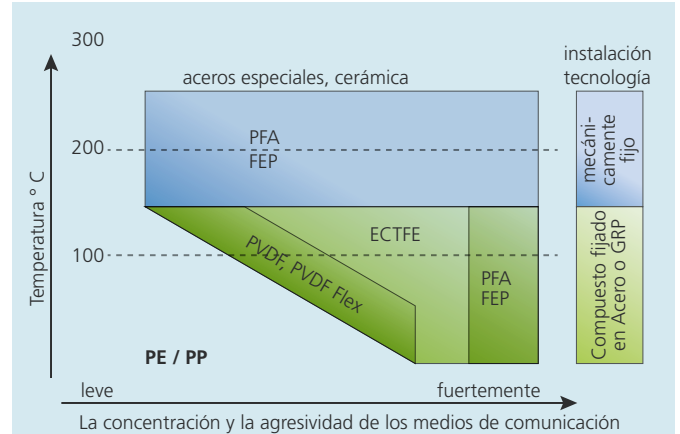 300
aceros especiales, cerámica
instalación
tecnología
200
PFA
FEP
mecáni-
camente
fijo
Temperatura ° C
100
ECTFE
PVDF, PVDF Flex
PFA
FEP
Compuesto fijado
en Acero o GRP
PE / PP
leve
fuertemente
La concentración y la agresividad de los medios de comunicación